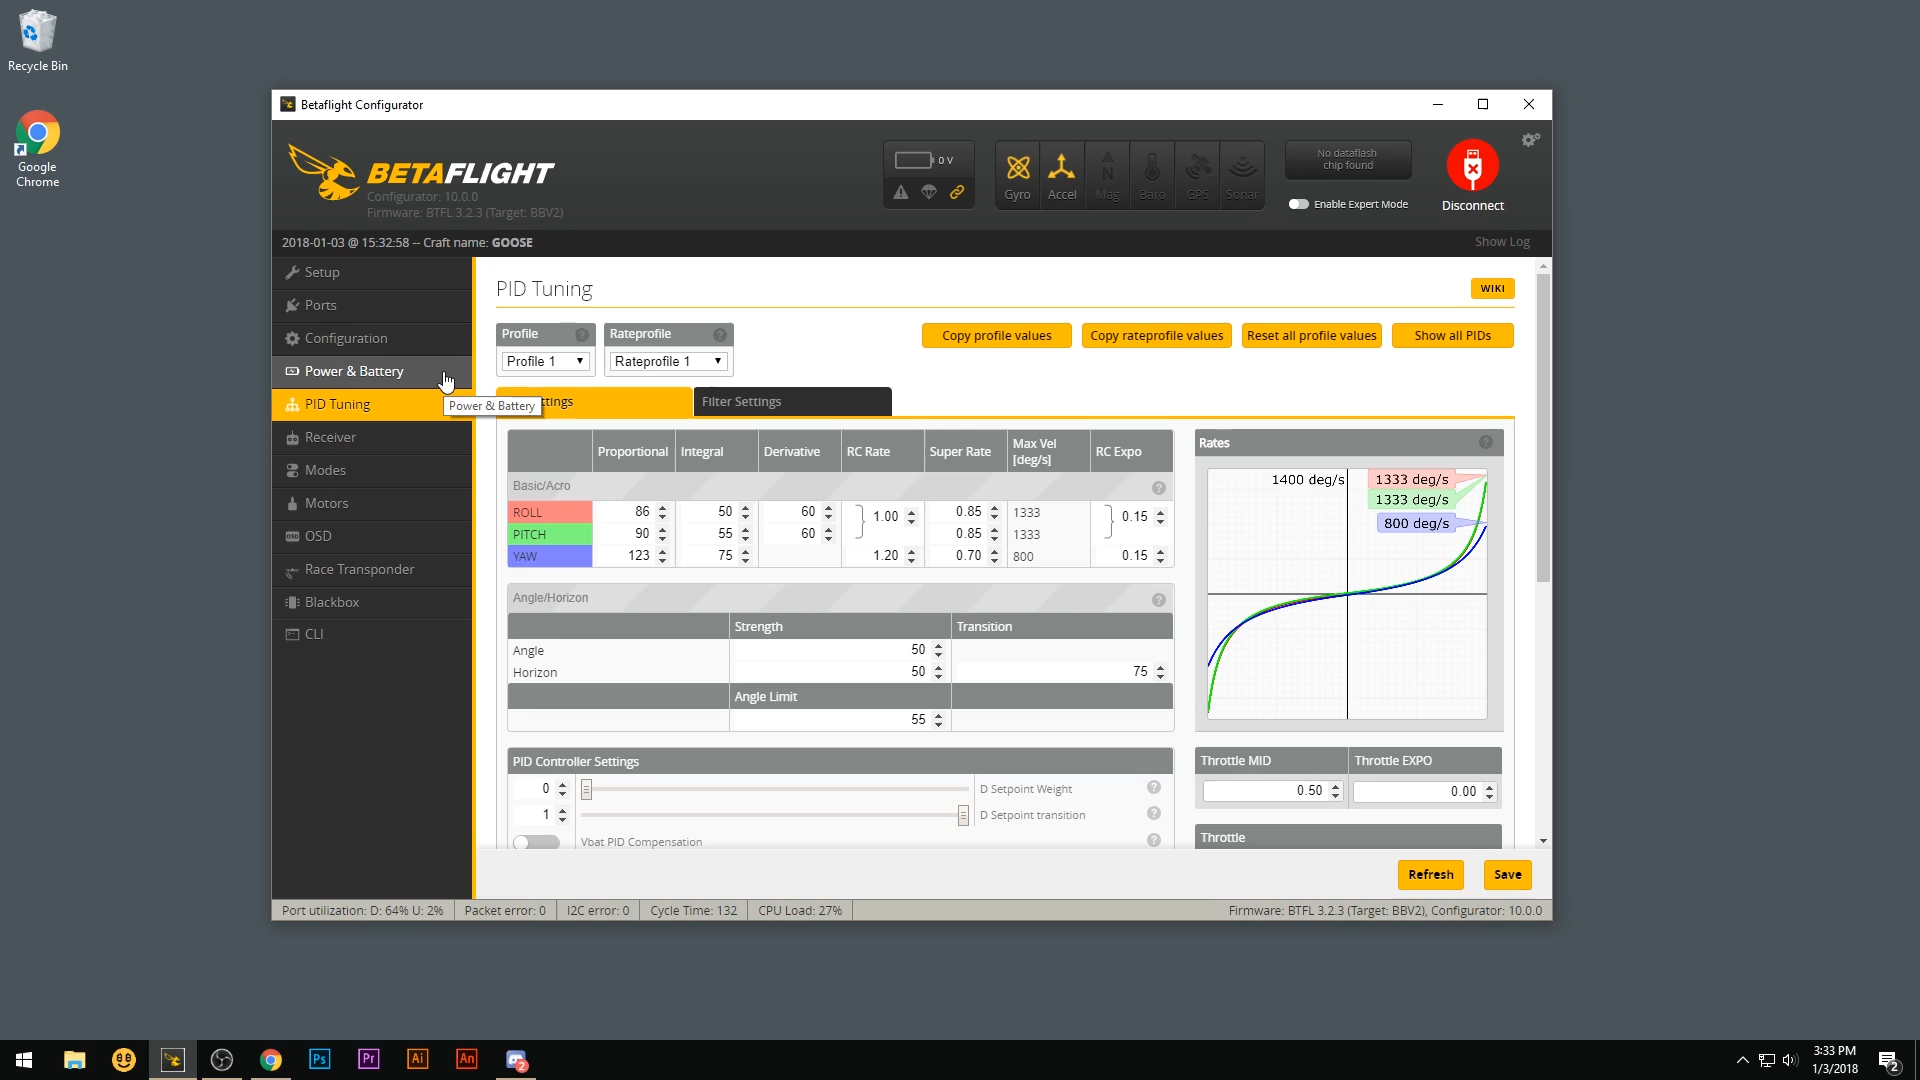 Recycle Bin
Google
Chrome
Betaflight Configurator
BETAFLIGHT
Configurator: 10.0.0
Firmware: BTFL 3.2.3 (Target: BBV2)
0 V
Gyro
Accel
Mag
Baro
GPS
Sonar
No dataflash
chip found
Enable Expert Mode
Disconnect
2018-01-03 @ 15:32:58 -- Craft name: GOOSE
Show Log
Setup
Ports
Configuration
Power & Battery
PID Tuning
Receiver
Modes
Motors
OSD
Race Transponder
Blackbox
CLI
Power & Battery
PID Tuning
WIKI
Profile
Profile 1
Rateprofile
Rateprofile 1
Copy profile values
Copy rateprofile values
Reset all profile values
Show all PIDs
ttings
Filter Settings
Proportional Integral Derivative RC Rate Super Rate Max Vel [deg/s] RC Expo
Basic/Acro
ROLL 86 50 60 1.00 0.85 1333 0.15
PITCH 90 55 60 0.85 1333
YAW 123 75 1.20 0.70 800 0.15
Angle/Horizon
Strength Transition
Angle 50
Horizon 50 75
Angle Limit
55
PID Controller Settings
0 D Setpoint Weight
1 D Setpoint transition
Vbat PID Compensation
Rates
1400 deg/s
1333 deg/s
1333 deg/s
800 deg/s
Throttle MID Throttle EXPO
0.50 0.00
Throttle
Refresh
Save
Port utilization: D: 64% U: 2% Packet error: 0 I2C error: 0 Cycle Time: 132 CPU Load: 27%
Firmware: BTFL 3.2.3 (Target: BBV2), Configurator: 10.0.0
Ps
Pr
Ai
An
2
3:33 PM
1/3/2018
2